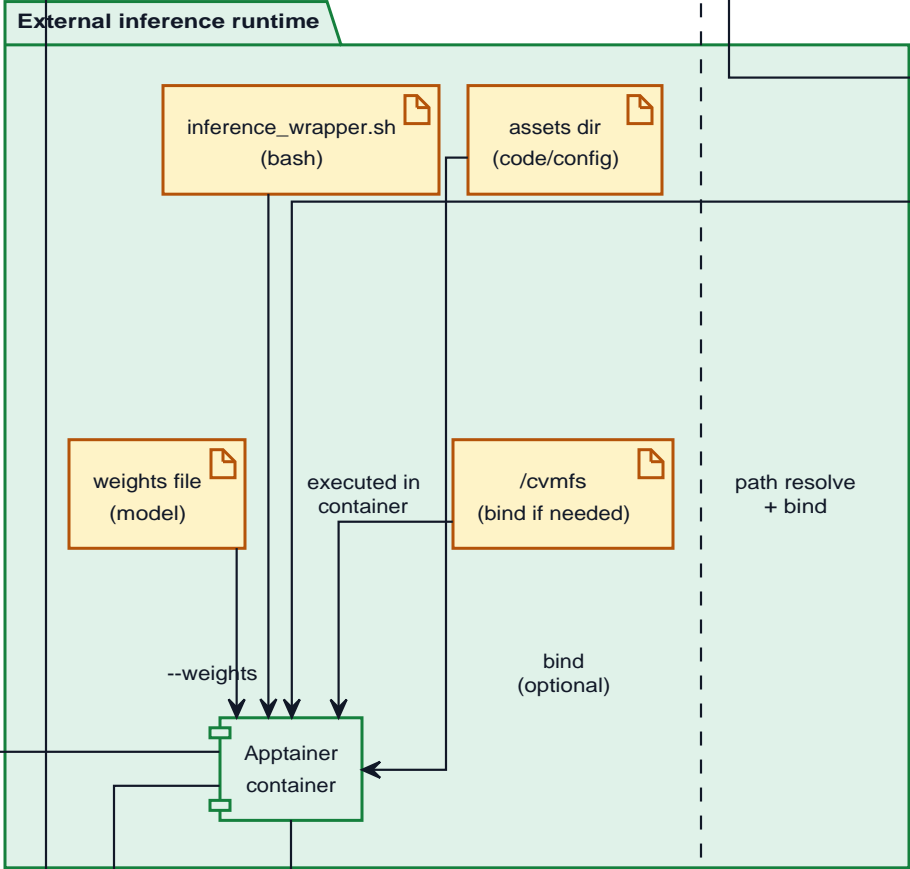 External inference runtime
inference_wrapper.sh
(bash)
assets dir
(code/config)
weights file
(model)
executed in
container
/cvmfs
(bind if needed)
path resolve
+ bind
--weights
bind
(optional)
Apptainer
container